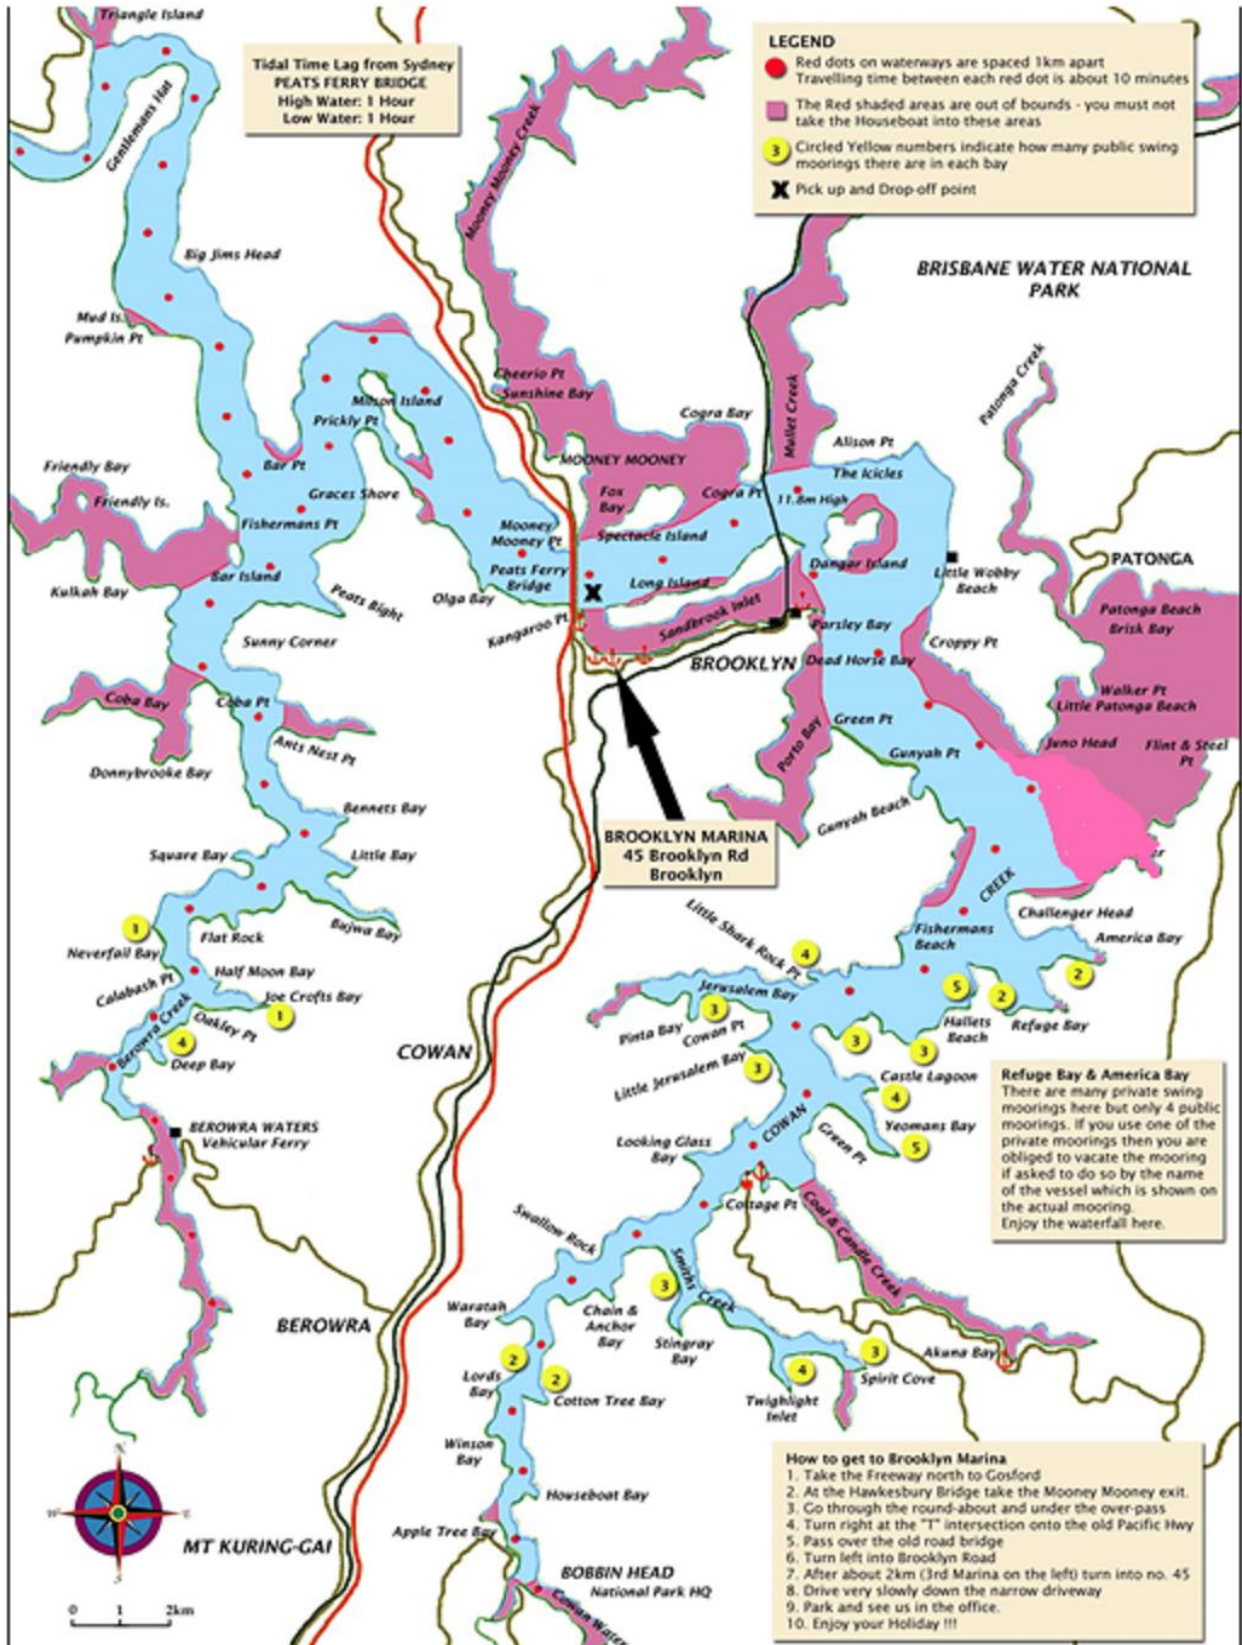 Triangle Island
Gentlemans Hat
Tidal Time Lag from Sydney
PEATS FERRY BRIDGE
High Water: 1 Hour
Low Water: 1 Hour
LEGEND
Red dots on waterways are spaced 1km apart
Travelling time between each red dot is about 10 minutes
The Red shaded areas are out of bounds - you must not
take the Houseboat into these areas
3
Circled Yellow numbers indicate how many public swing
moorings there are in each bay
X Pick up and Drop-off point
Mooney Mooney Creek
BRISBANE WATER NATIONAL
PARK
Big Jims Head
Mud Is.
Pumpkin Pt
Cheerio Pt
Sunshine Bay
Milson Island
Prickly Pt
Cogra Bay
Mullet Creek
Patonga Creek
Alison Pt
The Icicles
11.8m High
Bar Pt
Friendly Bay
Friendly Is.
Graces Shore
Fishermans Pt
MOONEY MOONEY
Fox
Bay
Cogra Pt
Spectacle Island
Mooney
Mooney Pt
Peats Ferry
Bridge
X
Long Island
Dangar Island
Little Wobby
Beach
PATONGA
Patonga Beach
Brisk Bay
Kulkah Bay
Bar Island
Peats Bight
Olga Bay
Kangaroo Pt
Sandbrook Inlet
Parsley Bay
BROOKLYN
Dead Horse Bay
Croppy Pt
Sunny Corner
Walker Pt
Little Patonga Beach
Coba Bay
Coba Pt
Ants Nest Pt
Donnybrooke Bay
Porto Bay
Green Pt
Gunyah Pt
Juno Head
Flint & Steel
Pt
Bennets Bay
Gunyah Beach
BROOKLYN MARINA
45 Brooklyn Rd
Brooklyn
Square Bay
Little Bay
CREEK
Bujwa Bay
Little Shark Rock Pt
Fishermans
Beach
Challenger Head
America Bay
1
Neverfail Bay
Flat Rock
4
2
Half Moon Bay
Calabash Pt
Joe Crofts Bay
1
Berowra Creek
Oakley Pt
4
Deep Bay
Jerusalem Bay
3
Pinta Bay
Cowan Pt
5
2
Hallets
Beach
Refuge Bay
3
3
Castle Lagoon
COWAN
Little Jerusalem Bay
3
4
Yeomans Bay
5
COWAN
Green Pt
Looking Glass
Bay
Refuge Bay & America Bay
There are many private swing
moorings here but only 4 public
moorings. If you use one of the
private moorings then you are
obliged to vacate the mooring
if asked to do so by the name
of the vessel which is shown on
the actual mooring.
Enjoy the waterfall here.
BEROWRA WATERS
Vehicular Ferry
Cottage Pt
Coal & Candle Creek
Swallow Rock
Smiths Creek
3
Waratah
Bay
Chain &
Anchor
Bay
Stingray
Bay
BEROWRA
Akuna Bay
3
Spirit Cove
4
Twighlight
Inlet
2
Lords
Bay
2
Cotton Tree Bay
Winson
Bay
Houseboat Bay
Apple Tree Bay
BOBBIN HEAD
National Park HQ
Cowan Water
N
W
E
S
MT KURING-GAI
0 1 2km
How to get to Brooklyn Marina
1. Take the Freeway north to Gosford
2. At the Hawkesbury Bridge take the Mooney Mooney exit.
3. Go through the round-about and under the over-pass
4. Turn right at the "T" intersection onto the old Pacific Hwy
5. Pass over the old road bridge
6. Turn left into Brooklyn Road
7. After about 2km (3rd Marina on the left) turn into no. 45
8. Drive very slowly down the narrow driveway
9. Park and see us in the office.
10. Enjoy your Holiday !!!